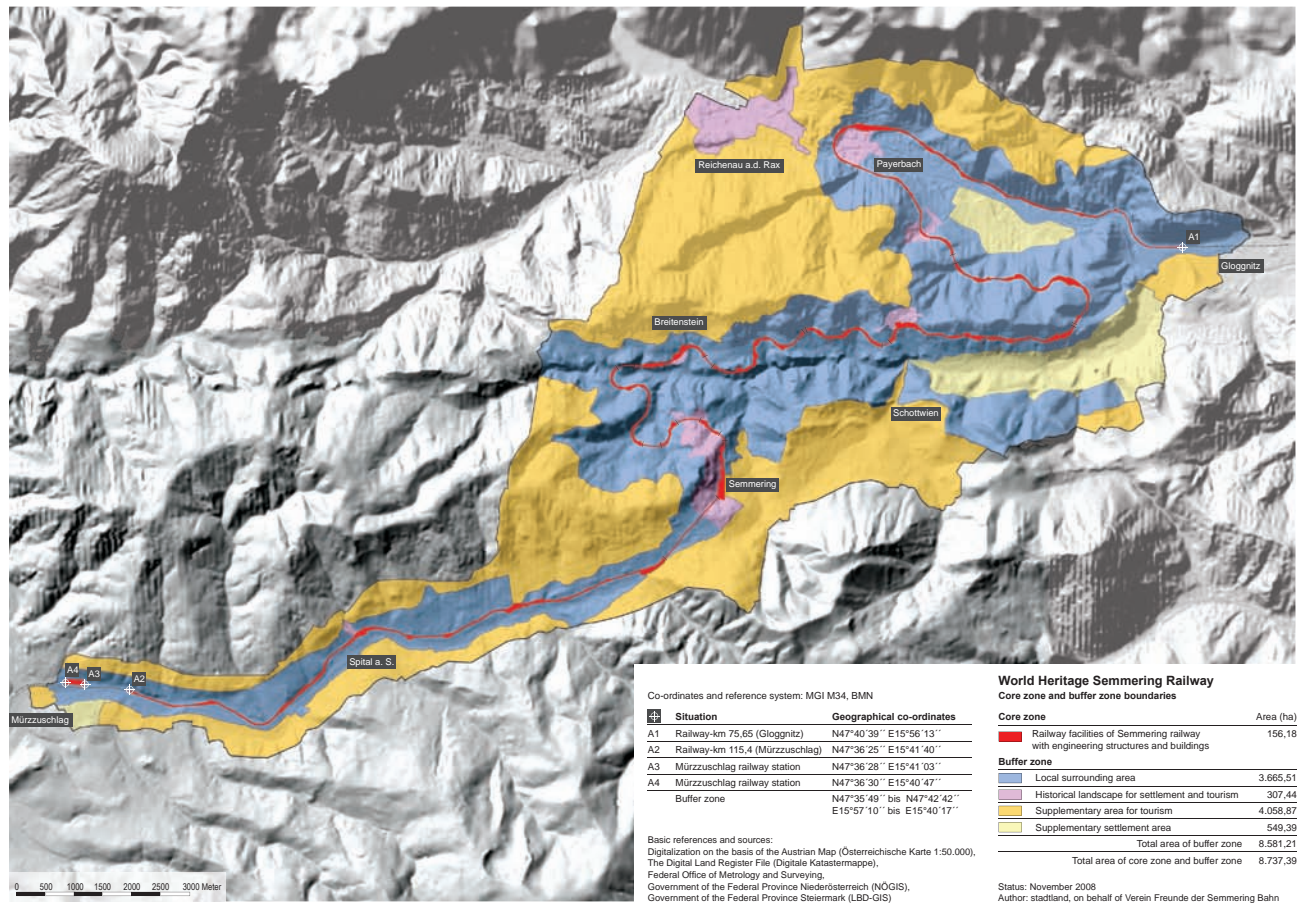 Reichenau a.d. Rax
Payerbach
A1
Gloggnitz
Breitenstein
Schottwien
Semmering
Spital a. S.
A4
A3
A2
Mürzzuschlag
0 500 1000 1500 2000 3000 Meter
Co-ordinates and reference system: MGI M34, BMN
Situation Geographical co-ordinates
A1 Railway-km 75,65 (Gloggnitz) N47°40´39´´ E15°56´13´´
A2 Railway-km 115,4 (Mürzzuschlag) N47°36´25´´ E15°41´40´´
A3 Mürzzuschlag railway station N47°36´28´´ E15°41´03´´
A4 Mürzzuschlag railway station N47°36´30´´ E15°40´47´´
Buffer zone N47°35´49´´ bis N47°42´42´´
E15°57´10´´ bis E15°40´17´´
Basic references and sources:
Digitalization on the basis of the Austrian Map (Österreichische Karte 1:50.000),
The Digital Land Register File (Digitale Katastermappe),
Federal Office of Metrology and Surveying,
Government of the Federal Province Niederösterreich (NÖGIS),
Government of the Federal Province Steiermark (LBD-GIS)
World Heritage Semmering Railway
Core zone and buffer zone boundaries
Core zone Area (ha)
Railway facilities of Semmering railway 156,18
with engineering structures and buildings
Buffer zone
Local surrounding area 3.665,51
Historical landscape for settlement and tourism 307,44
Supplementary area for tourism 4.058,87
Supplementary settlement area 549,39
Total area of buffer zone 8.581,21
Total area of core zone and buffer zone 8.737,39
Status: November 2008
Author: stadtland, on behalf of Verein Freunde der Semmering Bahn